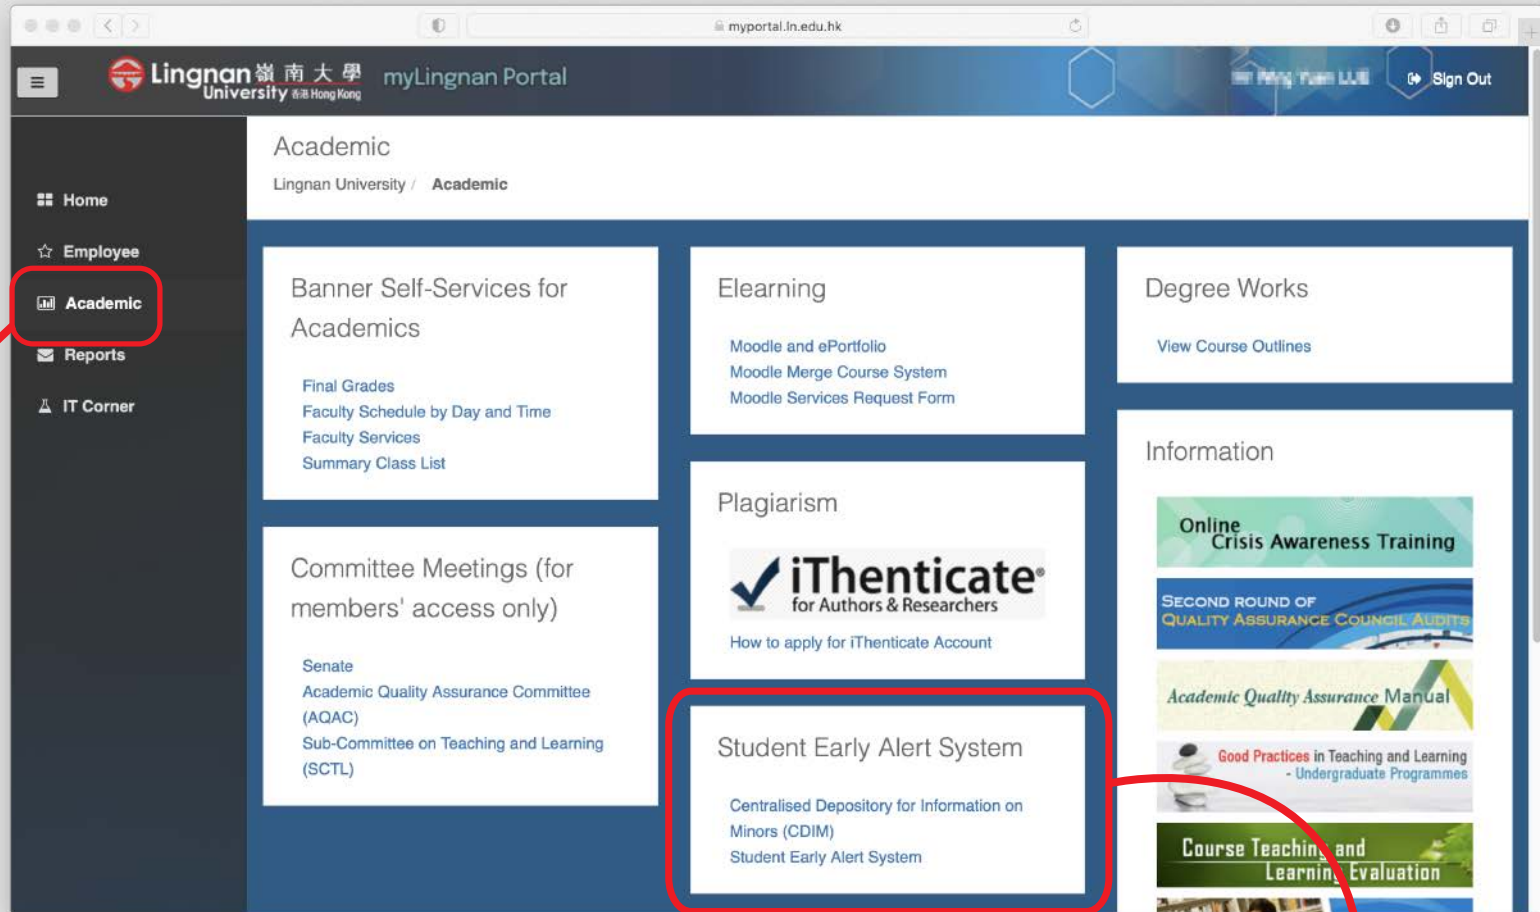 myportal.ln.edu.hk
Lingnan 嶺南大學
University 香港 Hong Kong
myLingnan Portal
Sign Out
Academic
Lingnan University / Academic
Home
Employee
Academic
Reports
IT Corner
Banner Self-Services for
Academics
Final Grades
Faculty Schedule by Day and Time
Faculty Services
Summary Class List
Committee Meetings (for
members' access only)
Senate
Academic Quality Assurance Committee
(AQAC)
Sub-Committee on Teaching and Learning
(SCTL)
Elearning
Moodle and ePortfolio
Moodle Merge Course System
Moodle Services Request Form
Plagiarism
iThenticate®
for Authors & Researchers
How to apply for iThenticate Account
Student Early Alert System
Centralised Depository for Information on
Minors (CDIM)
Student Early Alert System
Degree Works
View Course Outlines
Information
Online
Crisis Awareness Training
SECOND ROUND OF
QUALITY ASSURANCE COUNCIL AUDITS
Academic Quality Assurance Manual
Good Practices in Teaching and Learning
- Undergraduate Programmes
Course Teaching and
Learning Evaluation